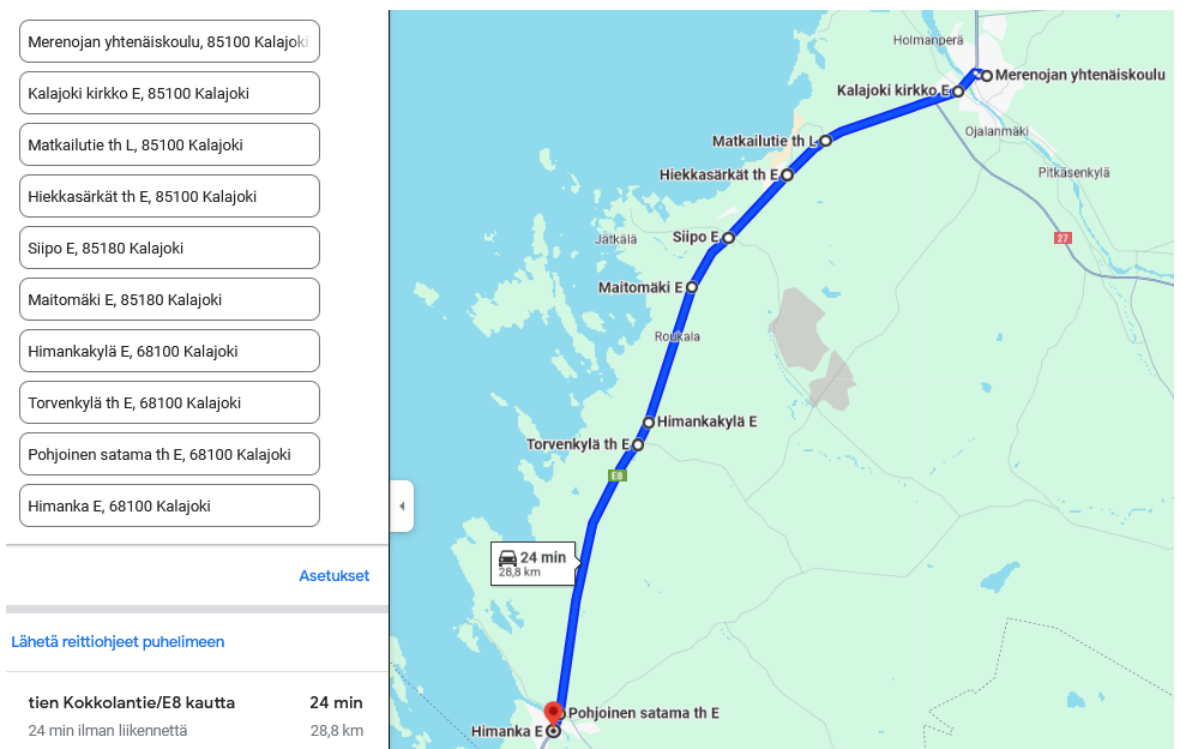 Merenojan yhtenäiskoulu, 85100 Kalajoki
Kalajoki kirkko E, 85100 Kalajoki
Matkailutie th L, 85100 Kalajoki
Hiekkasärkät th E, 85100 Kalajoki
Siipo E, 85180 Kalajoki
Maitomäki E, 85180 Kalajoki
Himankakylä E, 68100 Kalajoki
Torvenkylä th E, 68100 Kalajoki
Pohjoinen satama th E, 68100 Kalajoki
Himanka E, 68100 Kalajoki
Asetukset
Lähetä reittiohjeet puhelimeen
tien Kokkolantie/E8 kautta 24 min
24 min ilman liikennettä 28,8 km
Holmanperä
Merenojan yhtenäiskoulu
Kalajoki kirkko E
Ojalanmäki
Matkailutie th L
Pitkäsenkylä
Hiekkasärkät th E
Siipo E
Jätkälä
27
Maitomäki E
Roukala
Himankakylä E
Torvenkylä th E
E8
24 min
28,8 km
Pohjoinen satama th E
Himanka E